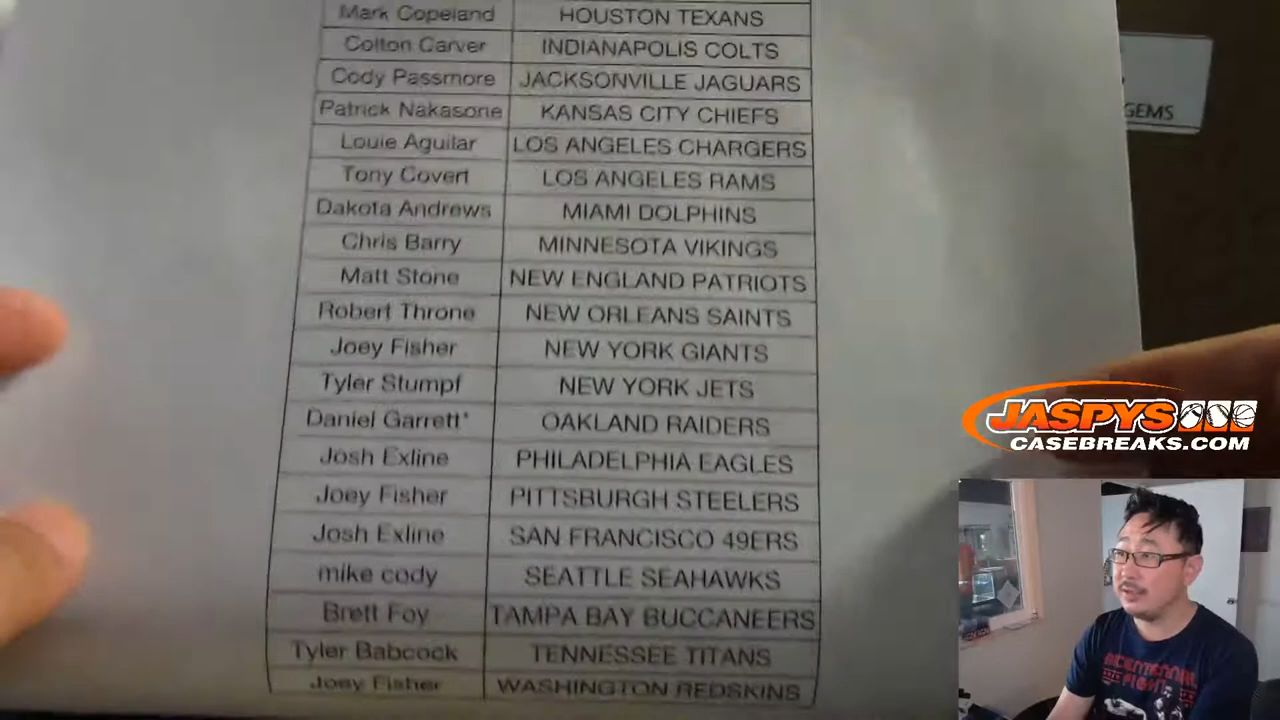 Mark Copeland HOUSTON TEXANS
Colton Carver INDIANAPOLIS COLTS
Cody Passmore JACKSONVILLE JAGUARS
Patrick Nakasone KANSAS CITY CHIEFS
Louie Aguilar LOS ANGELES CHARGERS
Tony Covert LOS ANGELES RAMS
Dakota Andrews MIAMI DOLPHINS
Chris Barry MINNESOTA VIKINGS
Matt Stone NEW ENGLAND PATRIOTS
Robert Throne NEW ORLEANS SAINTS
Joey Fisher NEW YORK GIANTS
Tyler Stumpf NEW YORK JETS
Daniel Garrett* OAKLAND RAIDERS
Josh Exline PHILADELPHIA EAGLES
Joey Fisher PITTSBURGH STEELERS
Josh Exline SAN FRANCISCO 49ERS
mike cody SEATTLE SEAHAWKS
Brett Foy TAMPA BAY BUCCANEERS
Tyler Babcock TENNESSEE TITANS
Joey Fisher WASHINGTON REDSKINS
GEMS
JASPYS
CASEBREAKS.COM
BICENTENNIAL
FIGHT